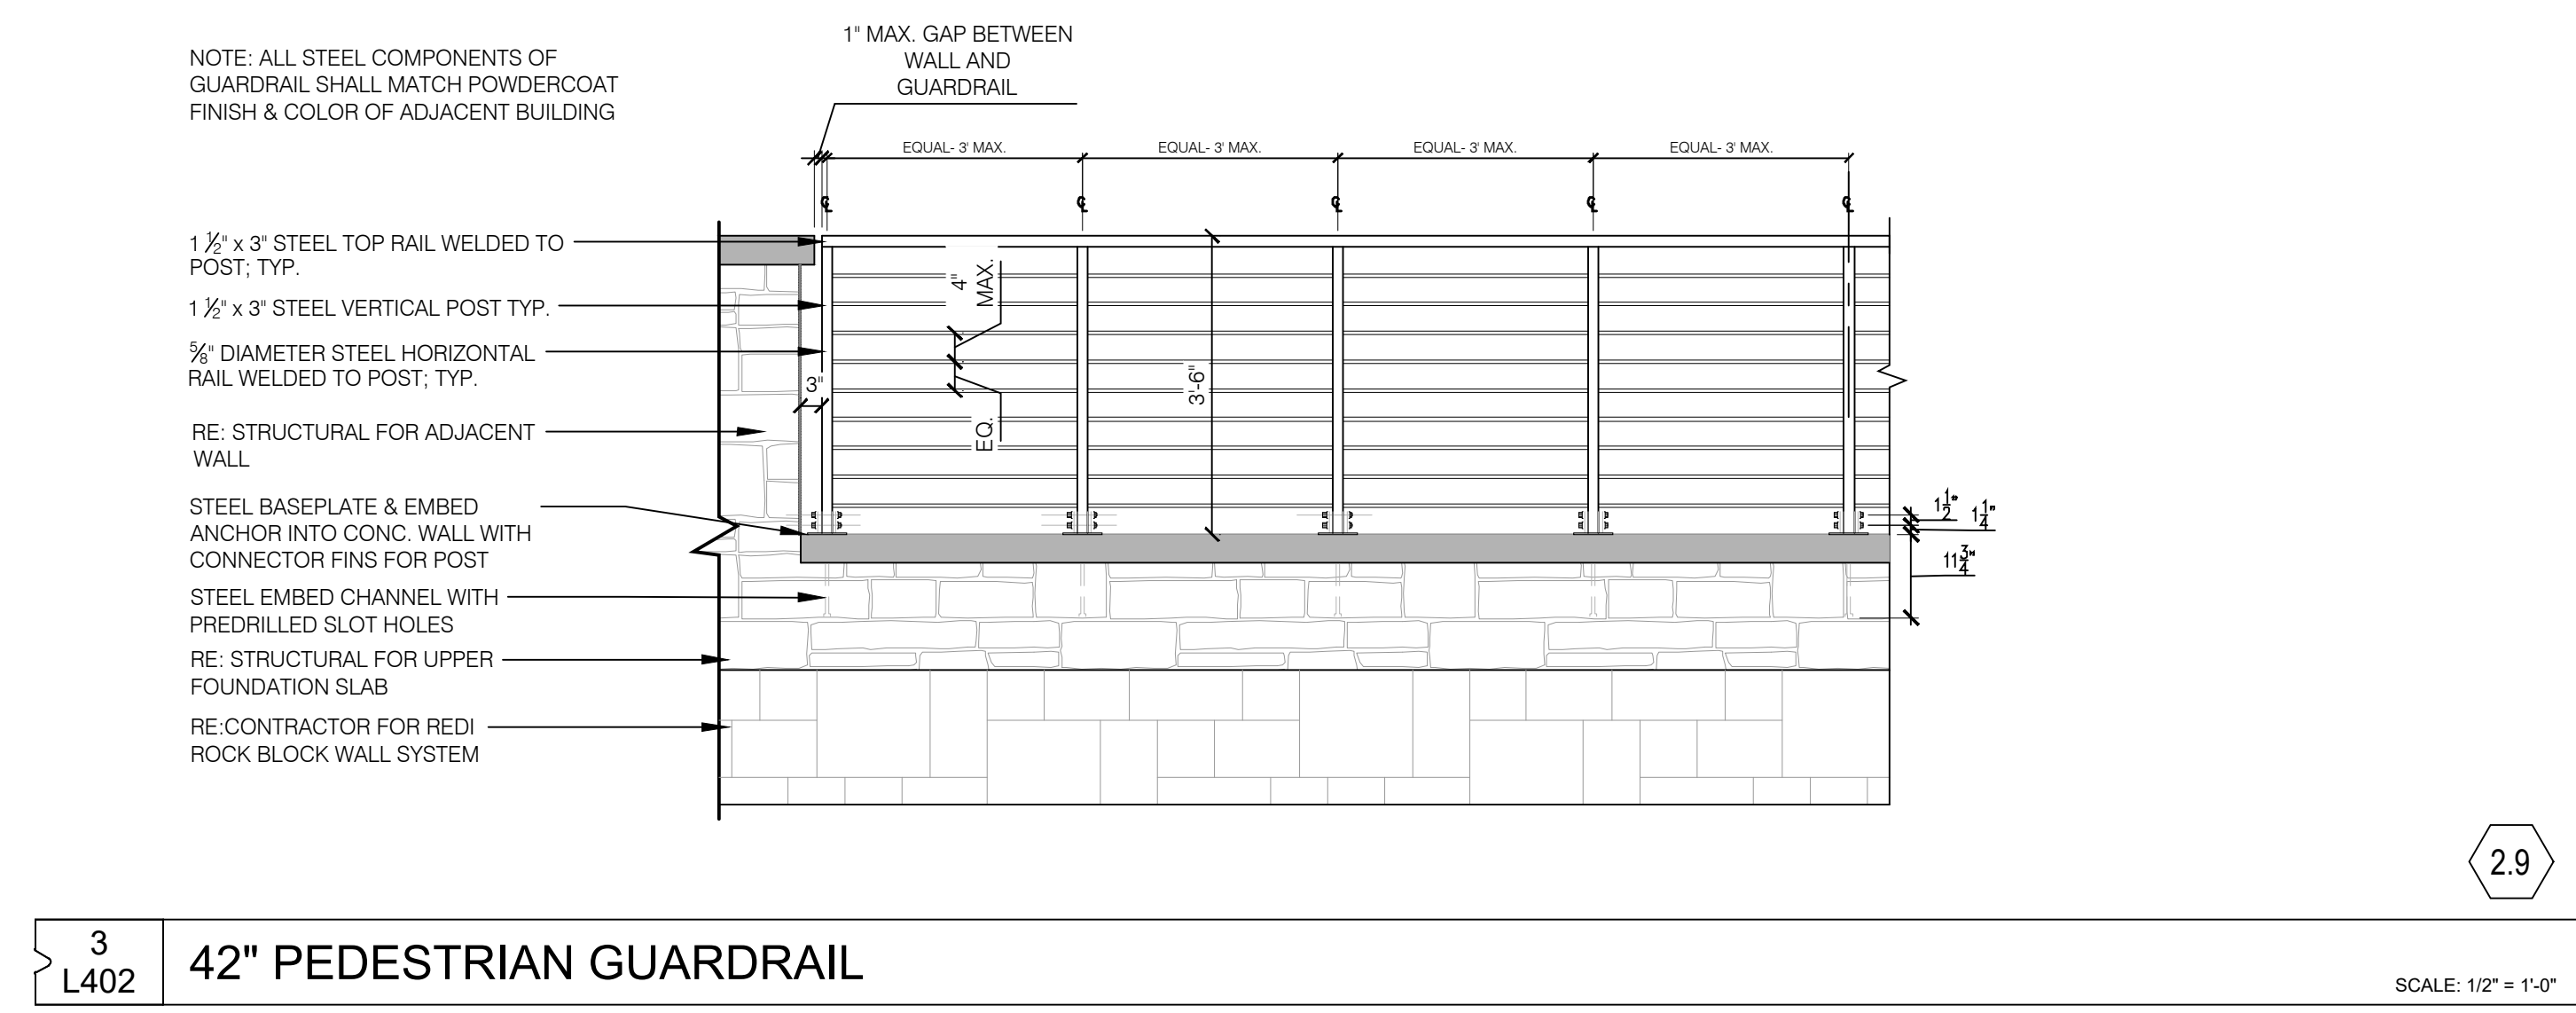 NOTE: ALL STEEL COMPONENTS OF
GUARDRAIL SHALL MATCH POWDERCOAT
FINISH & COLOR OF ADJACENT BUILDING
1" MAX. GAP BETWEEN
WALL AND
GUARDRAIL
EQUAL- 3' MAX.
EQUAL- 3' MAX.
EQUAL- 3' MAX.
EQUAL- 3' MAX.
℄
℄
℄
℄
℄
1 ½" x 3" STEEL TOP RAIL WELDED TO
POST; TYP.
1 ½" x 3" STEEL VERTICAL POST TYP.
⅝" DIAMETER STEEL HORIZONTAL
RAIL WELDED TO POST; TYP.
RE: STRUCTURAL FOR ADJACENT
WALL
STEEL BASEPLATE & EMBED
ANCHOR INTO CONC. WALL WITH
CONNECTOR FINS FOR POST
STEEL EMBED CHANNEL WITH
PREDRILLED SLOT HOLES
RE: STRUCTURAL FOR UPPER
FOUNDATION SLAB
RE:CONTRACTOR FOR REDI
ROCK BLOCK WALL SYSTEM
3"
4"
MAX.
EQ.
3'-6"
1½"
1¼"
11¾"
2.9
3
L402
42" PEDESTRIAN GUARDRAIL
SCALE: 1/2" = 1'-0"